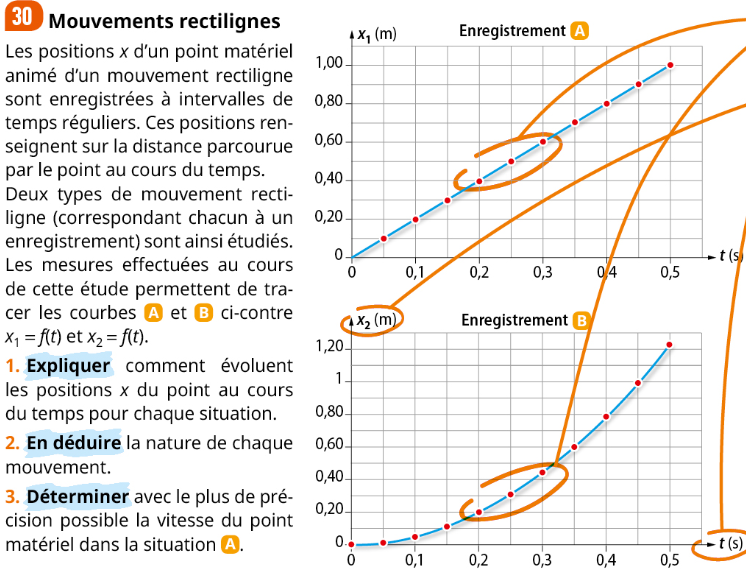 30 Mouvements rectilignes
Les positions x d'un point matériel
animé d'un mouvement rectiligne
sont enregistrées à intervalles de
temps réguliers. Ces positions ren-
seignent sur la distance parcourue
par le point au cours du temps.
Deux types de mouvement recti-
ligne (correspondant chacun à un
enregistrement) sont ainsi étudiés.
Les mesures effectuées au cours
de cette étude permettent de tra-
cer les courbes A et B ci-contre
x₁ = f(t) et x₂ = f(t).
1. Expliquer comment évoluent
les positions x du point au cours
du temps pour chaque situation.
2. En déduire la nature de chaque
mouvement.
3. Déterminer avec le plus de pré-
cision possible la vitesse du point
matériel dans la situation A.
x₁ (m)
Enregistrement A
1,00
0,80
0,60
0,40
0,20
0
0 0,1 0,2 0,3 0,4 0,5
t (s)
x₂ (m)
Enregistrement B
1,20
1
0,80
0,60
0,40
0,20
0
0 0,1 0,2 0,3 0,4 0,5
t (s)